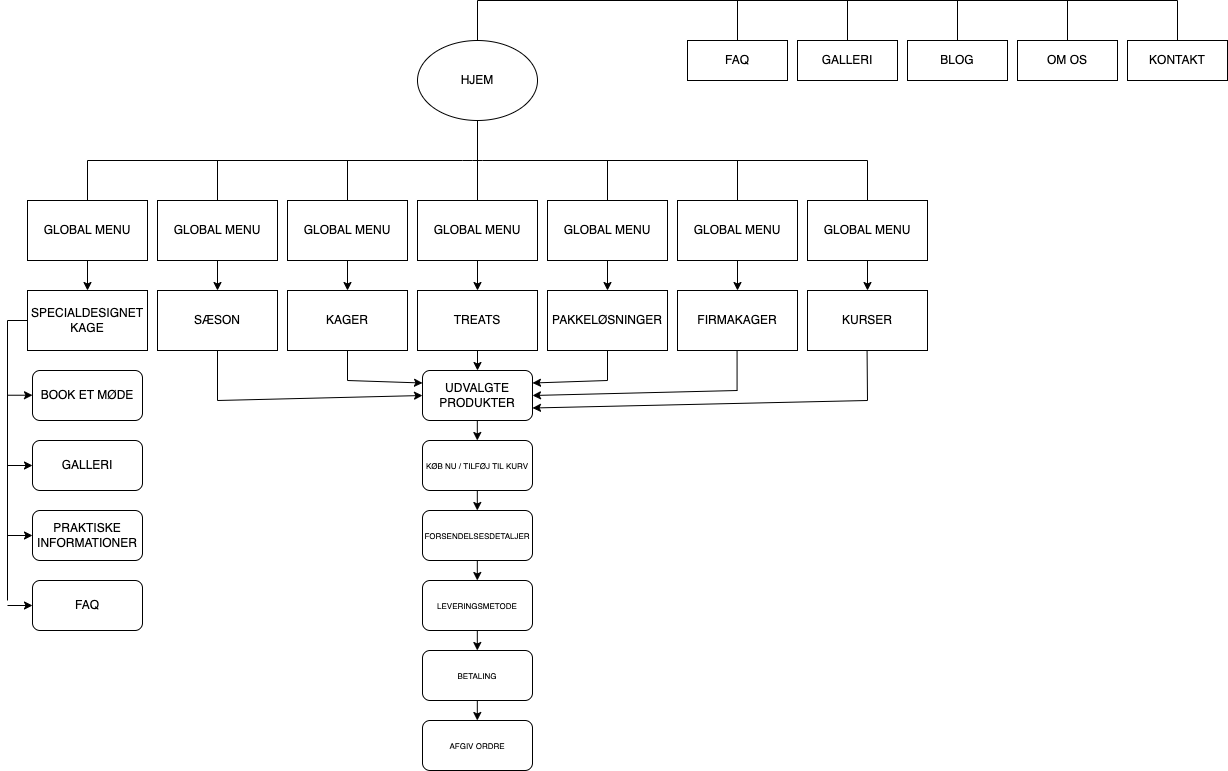 FAQ
GALLERI
BLOG
OM OS
KONTAKT
HJEM
GLOBAL MENU
GLOBAL MENU
GLOBAL MENU
GLOBAL MENU
GLOBAL MENU
GLOBAL MENU
GLOBAL MENU
SPECIALDESIGNET
KAGE
SÆSON
KAGER
TREATS
PAKKELØSNINGER
FIRMAKAGER
KURSER
BOOK ET MØDE
GALLERI
PRAKTISKE
INFORMATIONER
FAQ
UDVALGTE
PRODUKTER
KØB NU / TILFØJ TIL KURV
FORSENDELSESDETALJER
LEVERINGSMETODE
BETALING
AFGIV ORDRE